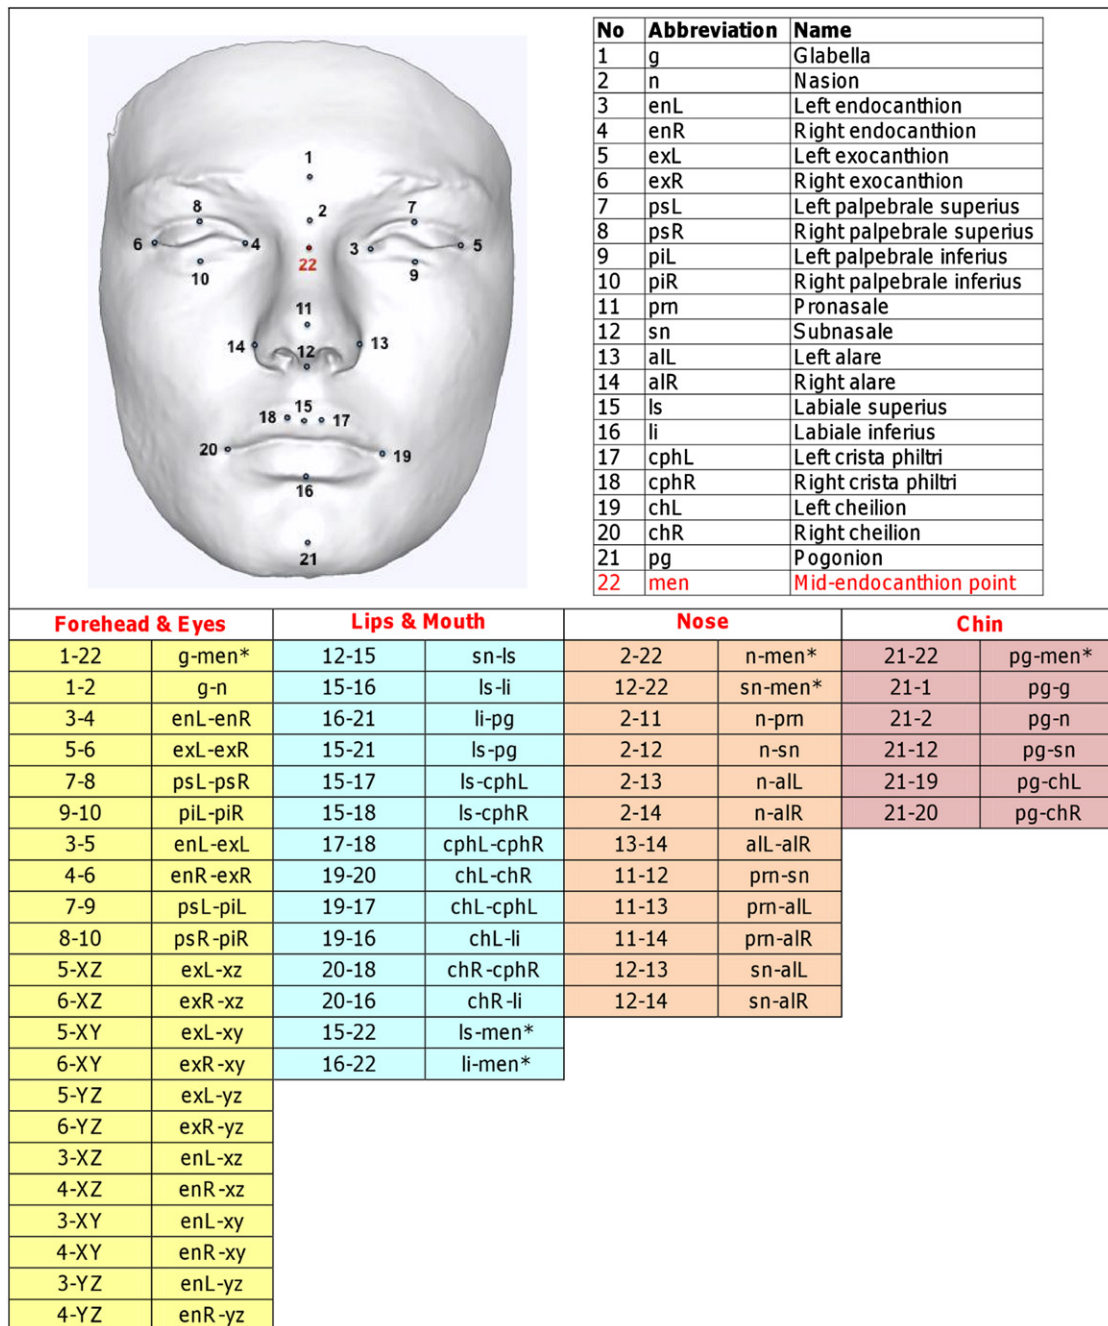 1
2
8
7
6
4
3
5
22
10
9
11
14
12
13
18
15
17
20
19
16
21
No Abbreviation Name
1 g Glabella
2 n Nasion
3 enL Left endocanthion
4 enR Right endocanthion
5 exL Left exocanthion
6 exR Right exocanthion
7 psL Left palpebrale superius
8 psR Right palpebrale superius
9 piL Left palpebrale inferius
10 piR Right palpebrale inferius
11 prn Pronasale
12 sn Subnasale
13 alL Left alare
14 alR Right alare
15 ls Labiale superius
16 li Labiale inferius
17 cphL Left crista philtri
18 cphR Right crista philtri
19 chL Left cheilion
20 chR Right cheilion
21 pg Pogonion
22 men Mid-endocanthion point
Forehead & Eyes Lips & Mouth Nose Chin
1-22 g-men* 12-15 sn-ls 2-22 n-men* 21-22 pg-men*
1-2 g-n 15-16 ls-li 12-22 sn-men* 21-1 pg-g
3-4 enL-enR 16-21 li-pg 2-11 n-prn 21-2 pg-n
5-6 exL-exR 15-21 ls-pg 2-12 n-sn 21-12 pg-sn
7-8 psL-psR 15-17 ls-cphL 2-13 n-alL 21-19 pg-chL
9-10 piL-piR 15-18 ls-cphR 2-14 n-alR 21-20 pg-chR
3-5 enL-exL 17-18 cphL-cphR 13-14 alL-alR
4-6 enR-exR 19-20 chL-chR 11-12 prn-sn
7-9 psL-piL 19-17 chL-cphL 11-13 prn-alL
8-10 psR-piR 19-16 chL-li 11-14 prn-alR
5-XZ exL-xz 20-18 chR-cphR 12-13 sn-alL
6-XZ exR-xz 20-16 chR-li 12-14 sn-alR
5-XY exL-xy 15-22 ls-men*
6-XY exR-xy 16-22 li-men*
5-YZ exL-yz
6-YZ exR-yz
3-XZ enL-xz
4-XZ enR-xz
3-XY enL-xy
4-XY enR-xy
3-YZ enL-yz
4-YZ enR-yz